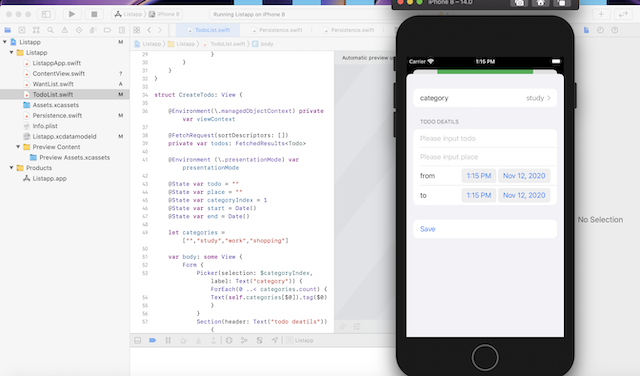 iPhone 8 – 14.0
Listapp
iPhone 8
Running Listapp on iPhone 8
TodoList.swift
Persistence.swift
Persistence.swift
Listapp
Listapp
TodoList.swift
body
Automatic preview u
Listapp
M
Listapp
ListappApp.swift
ContentView.swift
?
WantList.swift
A
TodoList.swift
M
Assets.xcassets
Persistence.swift
M
Info.plist
Listapp.xcdatamodeld
Preview Content
Preview Assets.xcassets
Products
Listapp.app
29
30
}
31
}
32
}
33
}
34
struct CreateTodo: View {
35
36
@Environment(\.managedObjectContext) private
var viewContext
37
38
@FetchRequest(sortDescriptors: [])
39
private var todos: FetchedResults<Todo>
40
41
@Environment (\.presentationMode) var
presentationMode
42
43
@State var todo = ""
44
@State var place = ""
45
@State var categoryIndex = 1
46
@State var start = Date()
47
@State var end = Date()
48
49
let categories =
["","study","work","shopping"]
50
51
var body: some View {
52
Form {
53
Picker(selection: $categoryIndex,
label: Text("category")) {
ForEach(0 ..< categories.count) {
54
Text(self.categories[$0]).tag($0)
55
}
56
}
57
Section(header: Text("todo deatils"))
{
Listapp
Carrier
1:15 PM
category
study
TODO DEATILS
Please input todo
Please input place
from
1:15 PM
Nov 12, 2020
to
1:15 PM
Nov 12, 2020
Save
No Selection